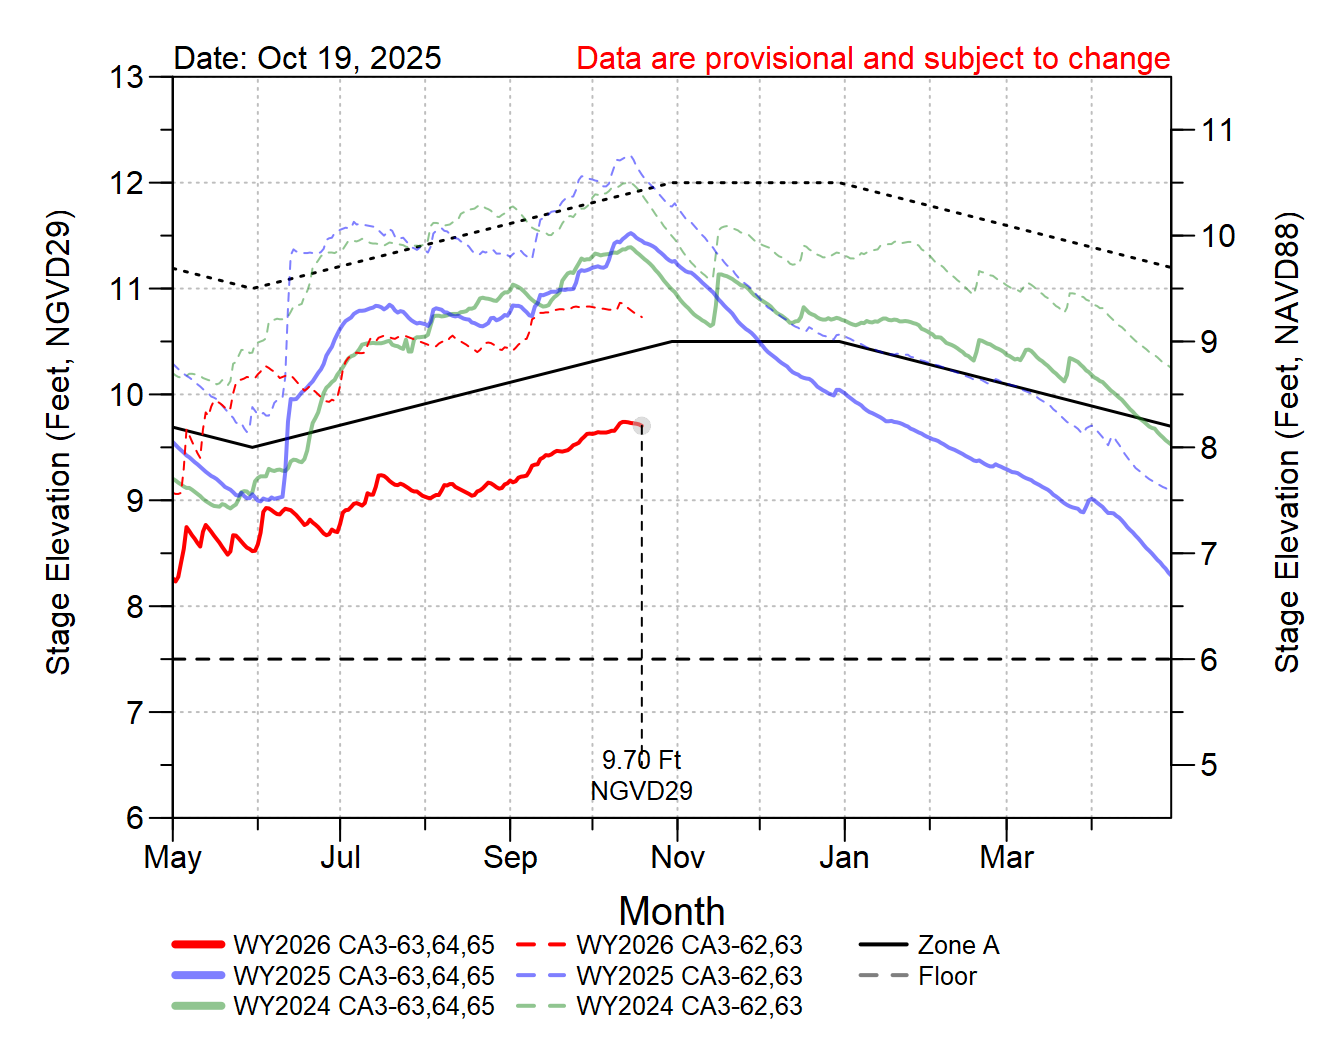 Date: Oct 19, 2025 Data are provisional and subject to change
13
12
11
10
9
8
7
6
11
10
9
8
7
6
5
Stage Elevation (Feet, NGVD29)
Stage Elevation (Feet, NAVD88)
9.70 Ft
NGVD29
May Jul Sep Nov Jan Mar
Month
WY2026 CA3-63,64,65 WY2026 CA3-62,63 Zone A
WY2025 CA3-63,64,65 WY2025 CA3-62,63 Floor
WY2024 CA3-63,64,65 WY2024 CA3-62,63